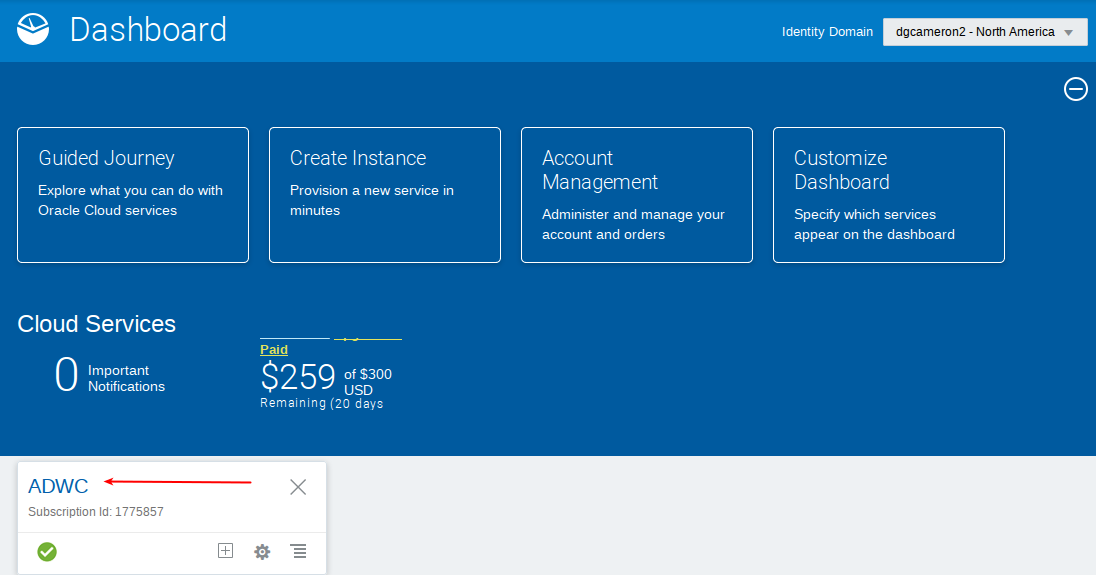 Dashboard
Identity Domain
dgcameron2 - North America
Guided Journey
Explore what you can do with
Oracle Cloud services
Create Instance
Provision a new service in
minutes
Account
Management
Administer and manage your
account and orders
Customize
Dashboard
Specify which services
appear on the dashboard
Cloud Services
0
Important
Notifications
Paid
$259
of $300
USD
Remaining (20 days
ADWC
Subscription Id: 1775857